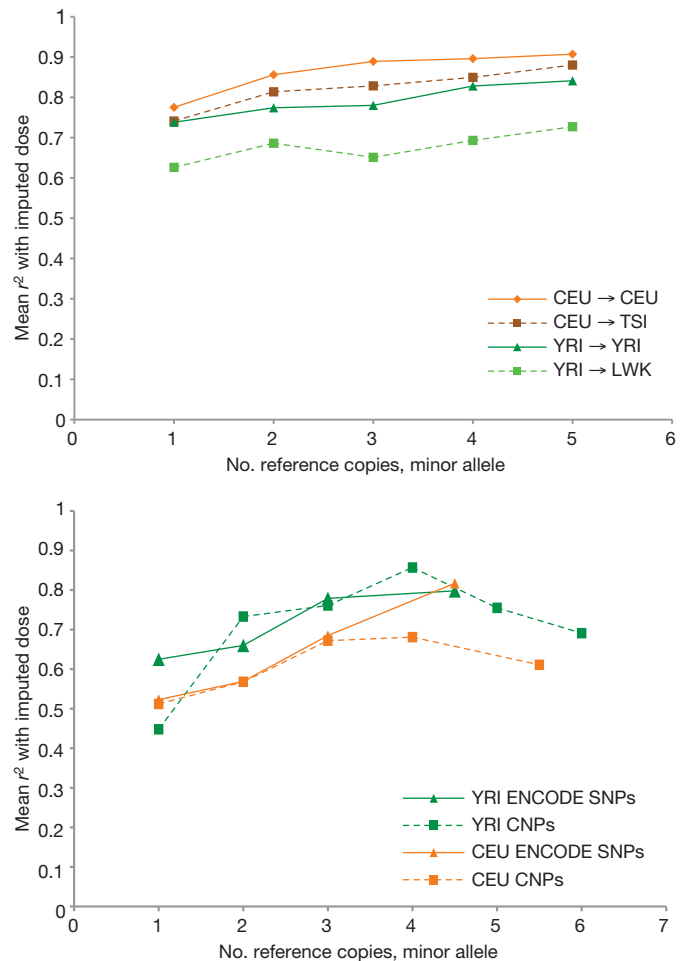 1
0.9
0.8
0.7
0.6
0.5
0.4
0.3
0.2
0.1
0
Mean r² with imputed dose
CEU → CEU
CEU → TSI
YRI → YRI
YRI → LWK
0 1 2 3 4 5 6
No. reference copies, minor allele
1
0.9
0.8
0.7
0.6
0.5
0.4
0.3
0.2
0.1
0
Mean r² with imputed dose
YRI ENCODE SNPs
YRI CNPs
CEU ENCODE SNPs
CEU CNPs
0 1 2 3 4 5 6 7
No. reference copies, minor allele